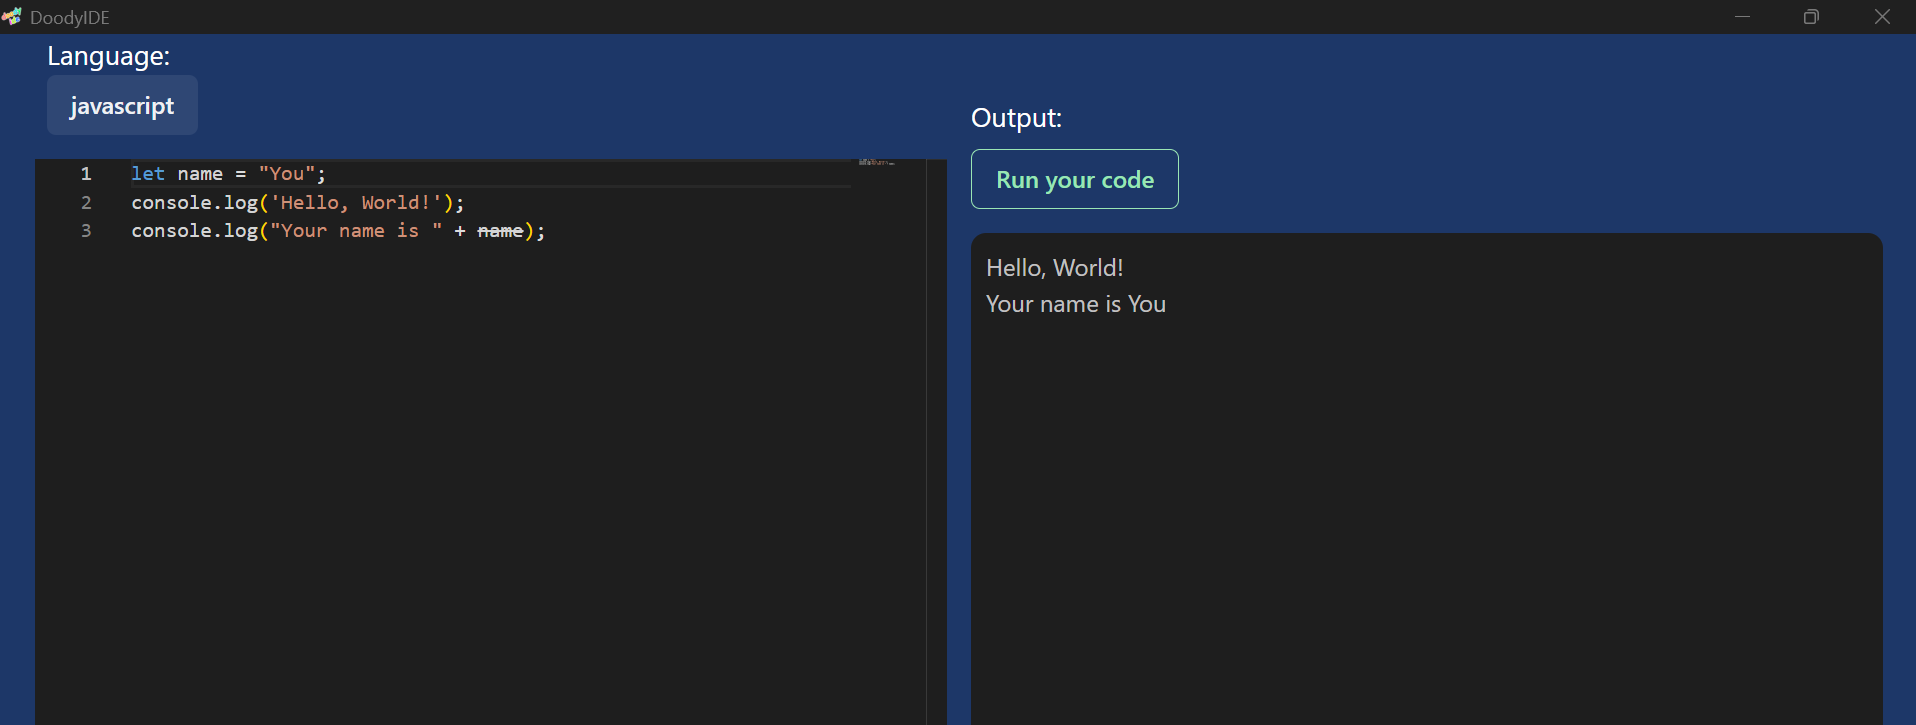 DoodyIDE
Language:
javascript
1 let name = "You";
2 console.log('Hello, World!');
3 console.log("Your name is " + name);
Output:
Run your code
Hello, World!
Your name is You